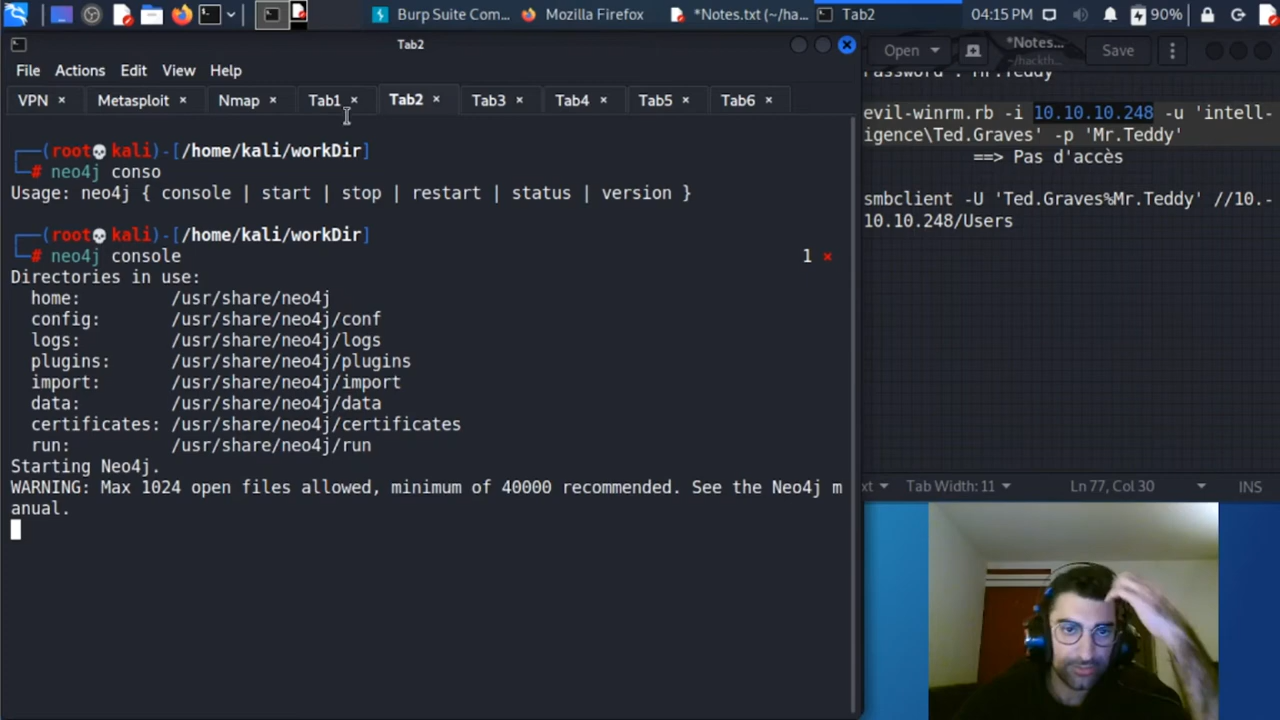 Burp Suite Com...
Mozilla Firefox
*Notes.txt (~/ha...
Tab2
04:15 PM
90%
Tab2
File Actions Edit View Help
VPN × Metasploit × Nmap × Tab1 × Tab2 × Tab3 × Tab4 × Tab5 × Tab6 ×
┌──(root💀kali)-[/home/kali/workDir]
└─# neo4j conso
Usage: neo4j { console | start | stop | restart | status | version }
┌──(root💀kali)-[/home/kali/workDir]
└─# neo4j console 1 ×
Directories in use:
home: /usr/share/neo4j
config: /usr/share/neo4j/conf
logs: /usr/share/neo4j/logs
plugins: /usr/share/neo4j/plugins
import: /usr/share/neo4j/import
data: /usr/share/neo4j/data
certificates: /usr/share/neo4j/certificates
run: /usr/share/neo4j/run
Starting Neo4j.
WARNING: Max 1024 open files allowed, minimum of 40000 recommended. See the Neo4j m
anual.
Open
*Notes...
~/hackth...
Save
Password : Mr.Teddy
evil-winrm.rb -i 10.10.10.248 -u 'intell-
igence\Ted.Graves' -p 'Mr.Teddy'
==> Pas d'accès
smbclient -U 'Ted.Graves%Mr.Teddy' //10.-
10.10.248/Users
xt Tab Width: 11 Ln 77, Col 30 INS